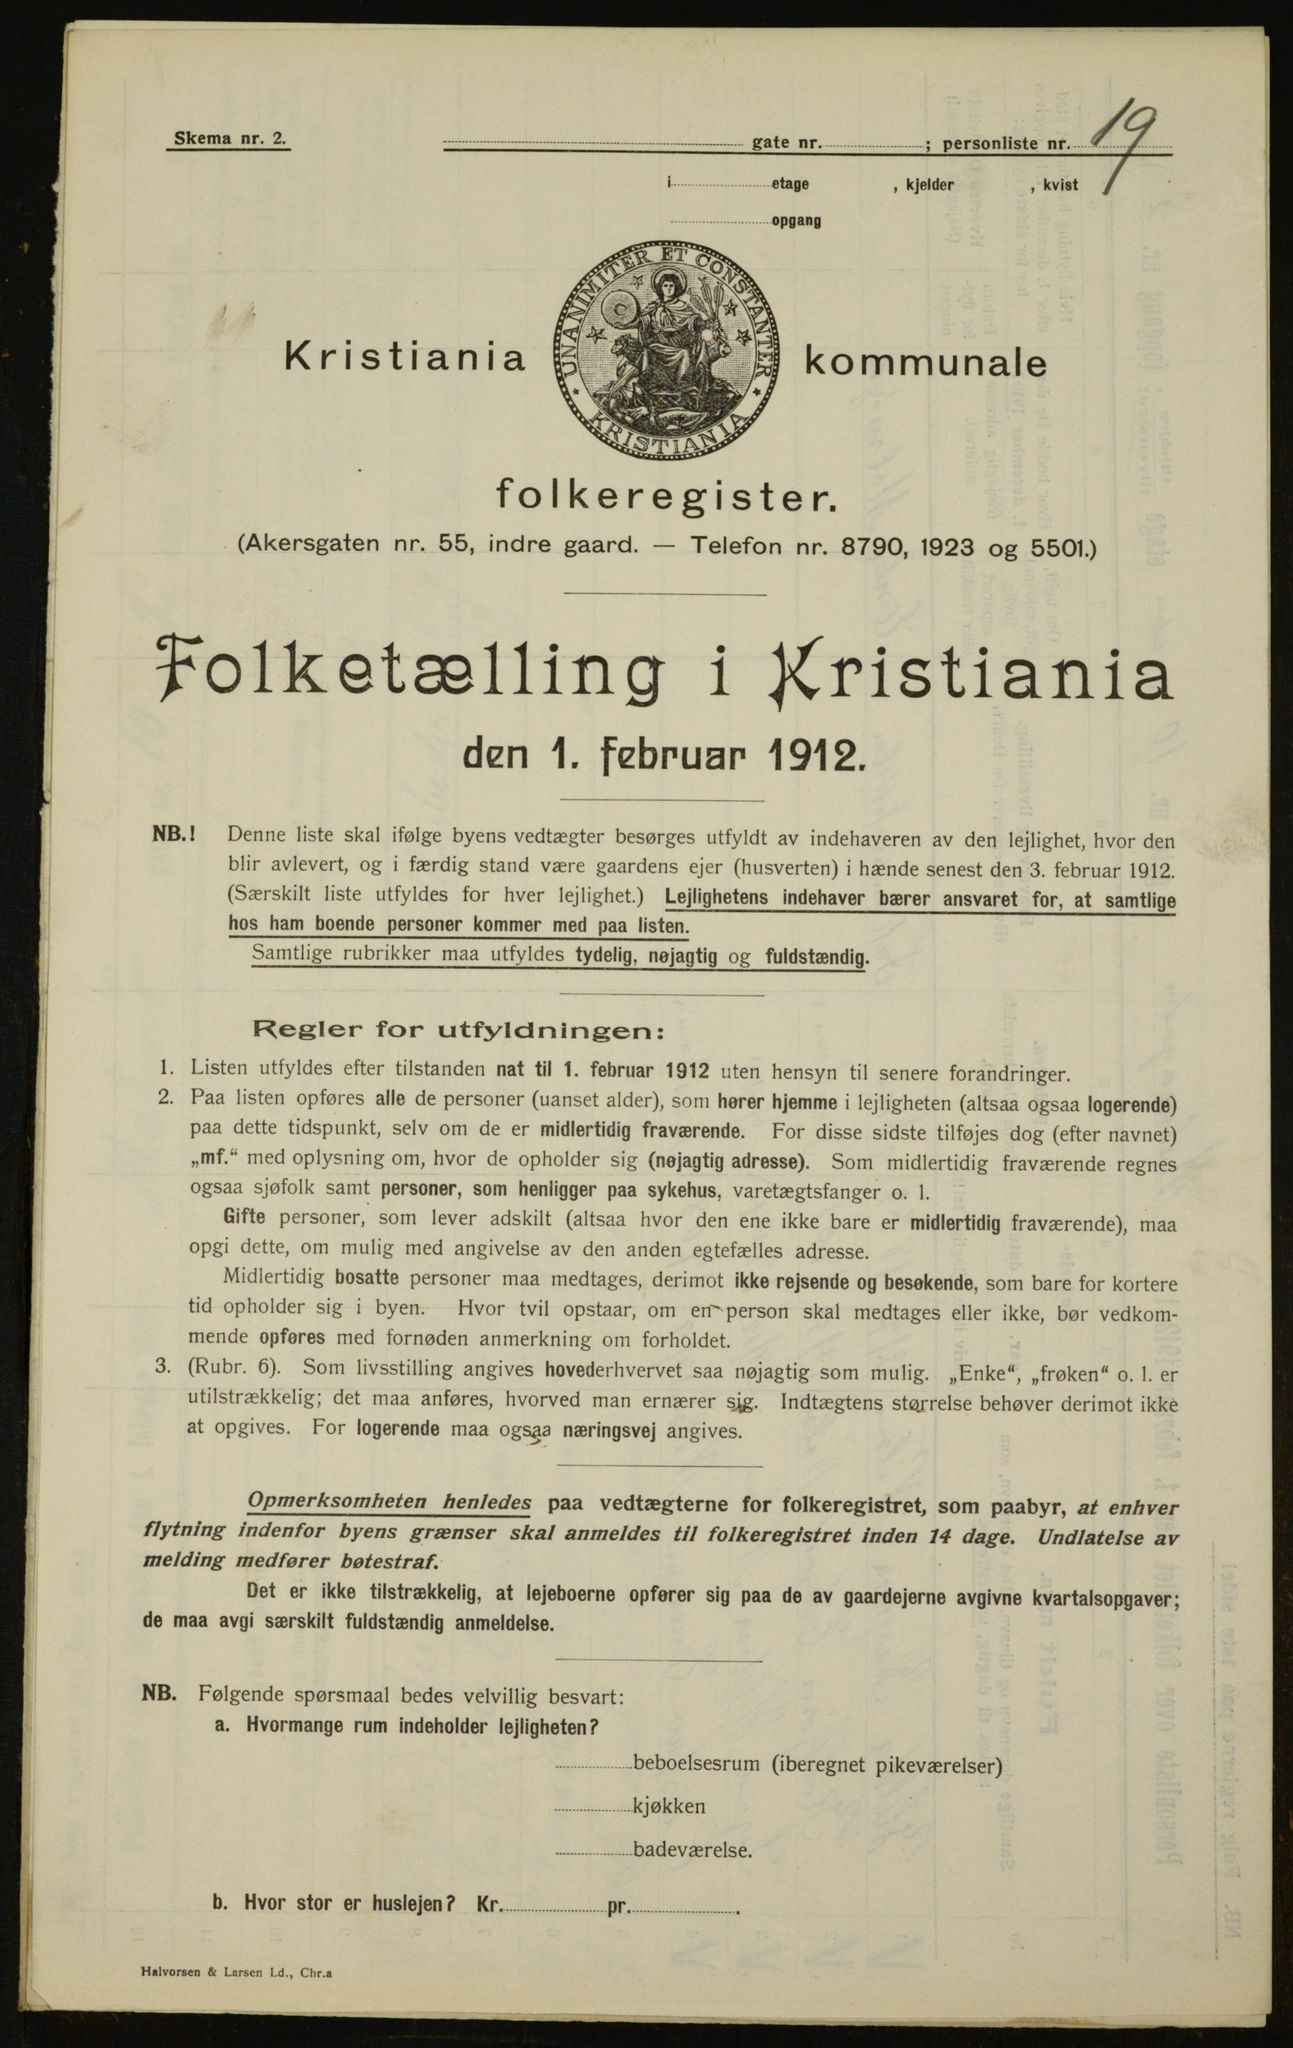 Skema nr. 2.
gate nr. ; personliste nr. 19
i etage , kjelder , kvist
opgang
UNANIMITER ET CONSTANTER
KRISTIANIA
Kristiania kommunale
folkeregister.
(Akersgaten nr. 55, indre gaard. — Telefon nr. 8790, 1923 og 5501.)
Folketælling i Kristiania
den 1. februar 1912.
NB.! Denne liste skal ifølge byens vedtægter besørges utfyldt av indehaveren av den lejlighet, hvor den
blir avlevert, og i færdig stand være gaardens ejer (husverten) i hænde senest den 3. februar 1912.
(Særskilt liste utfyldes for hver lejlighet.) Lejlighetens indehaver bærer ansvaret for, at samtlige
hos ham boende personer kommer med paa listen.
Samtlige rubrikker maa utfyldes tydelig, nøjagtig og fuldstændig.
Regler for utfyldningen:
1. Listen utfyldes efter tilstanden nat til 1. februar 1912 uten hensyn til senere forandringer.
2. Paa listen opføres alle de personer (uanset alder), som hører hjemme i lejligheten (altsaa ogsaa logerende)
paa dette tidspunkt, selv om de er midlertidig fraværende. For disse sidste tilføjes dog (efter navnet)
„mf.“ med oplysning om, hvor de opholder sig (nøjagtig adresse). Som midlertidig fraværende regnes
ogsaa sjøfolk samt personer, som henligger paa sykehus, varetægtsfanger o. l.
Gifte personer, som lever adskilt (altsaa hvor den ene ikke bare er midlertidig fraværende), maa
opgi dette, om mulig med angivelse av den anden egtefælles adresse.
Midlertidig bosatte personer maa medtages, derimot ikke rejsende og besøkende, som bare for kortere
tid opholder sig i byen. Hvor tvil opstaar, om en person skal medtages eller ikke, bør vedkom-
mende opføres med fornøden anmerkning om forholdet.
3. (Rubr. 6). Som livsstilling angives hovederhvervet saa nøjagtig som mulig. „Enke“, „frøken“ o. l. er
utilstrækkelig; det maa anføres, hvorved man ernærer sig. Indtægtens størrelse behøver derimot ikke
at opgives. For logerende maa ogsaa næringsvej angives.
Opmerksomheten henledes paa vedtægterne for folkeregistret, som paabyr, at enhver
flytning indenfor byens grænser skal anmeldes til folkeregistret inden 14 dage. Undlatelse av
melding medfører bøtestraf.
Det er ikke tilstrækkelig, at lejeboerne opfører sig paa de av gaardejerne avgivne kvartalsopgaver;
de maa avgi særskilt fuldstændig anmeldelse.
NB. Følgende spørsmaal bedes velvillig besvart:
a. Hvormange rum indeholder lejligheten?
beboelsesrum (iberegnet pikeværelser)
kjøkken
badeværelse.
b. Hvor stor er huslejen? Kr. pr. .
Halvorsen & Larsen Ld., Chr.a